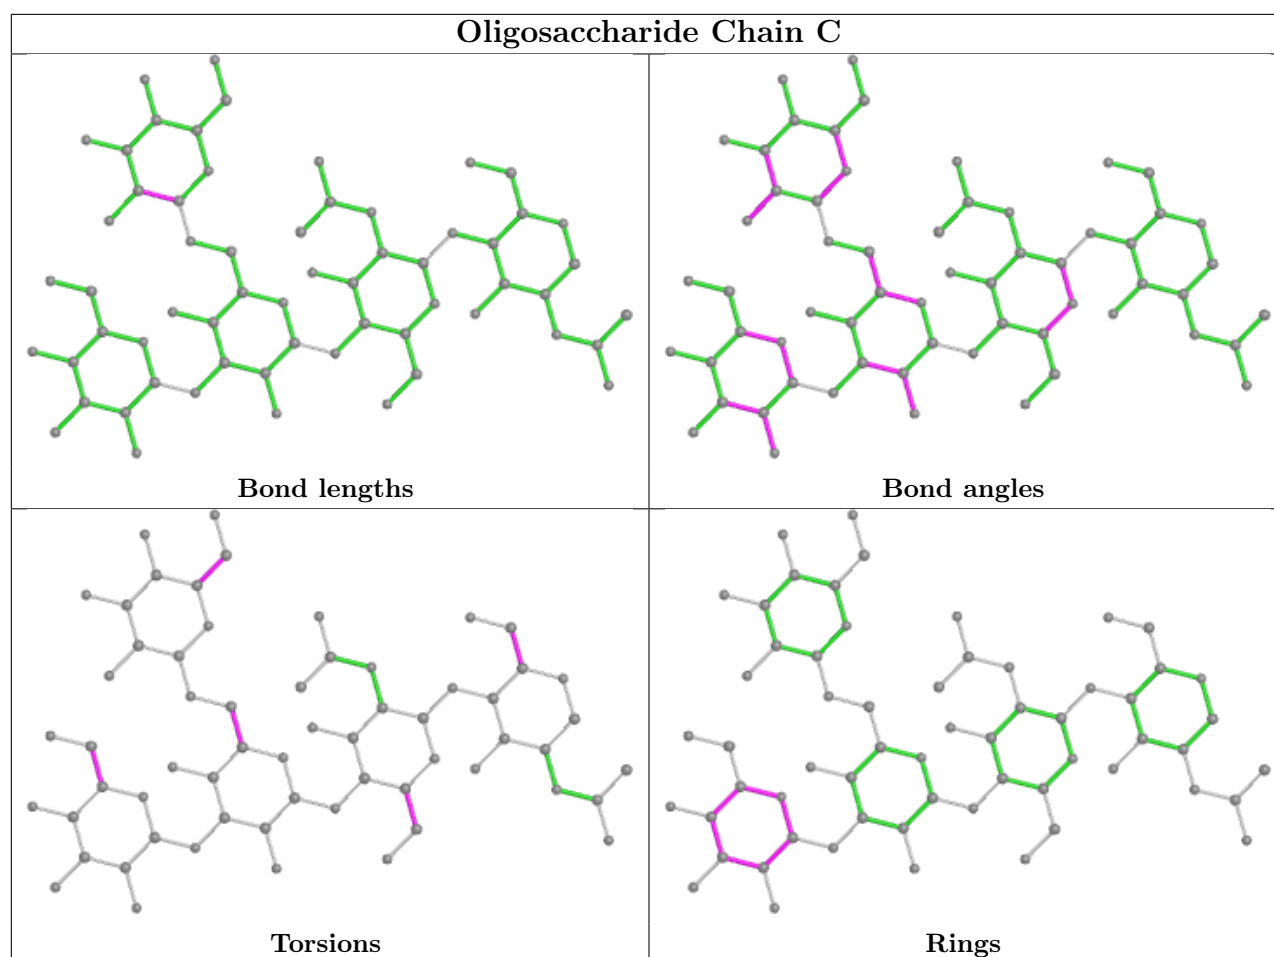 Oligosaccharide Chain C
Bond lengths
Bond angles
Torsions
Rings